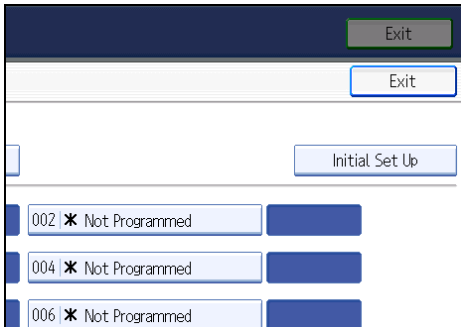 Exit
Exit
Initial Set Up
002 * Not Programmed
004 * Not Programmed
006 * Not Programmed